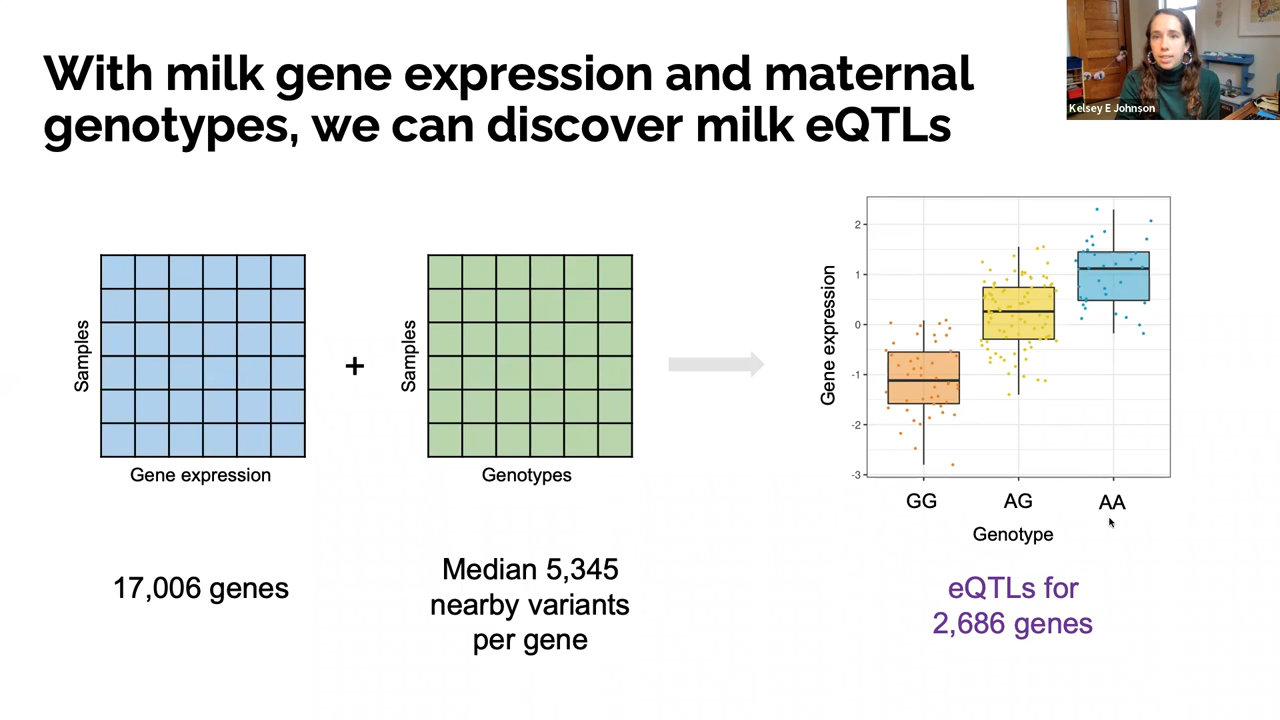 With milk gene expression and maternal
genotypes, we can discover milk eQTLs
Kelsey E Johnson
Samples
Gene expression
+
Samples
Genotypes
Gene expression
2
1
0
-1
-2
-3
GG
AG
AA
Genotype
17,006 genes
Median 5,345
nearby variants
per gene
eQTLs for
2,686 genes